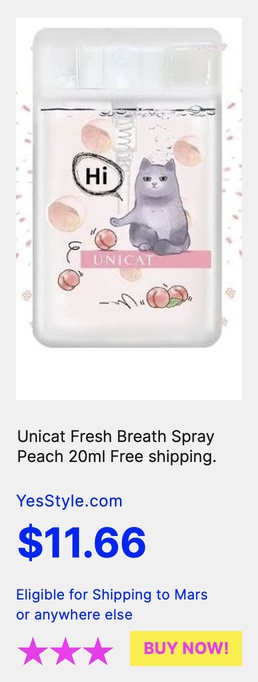 Hi
UNICAT
Unicat Fresh Breath Spray
Peach 20ml Free shipping.
YesStyle.com
$11.66
Eligible for Shipping to Mars
or anywhere else
BUY NOW!